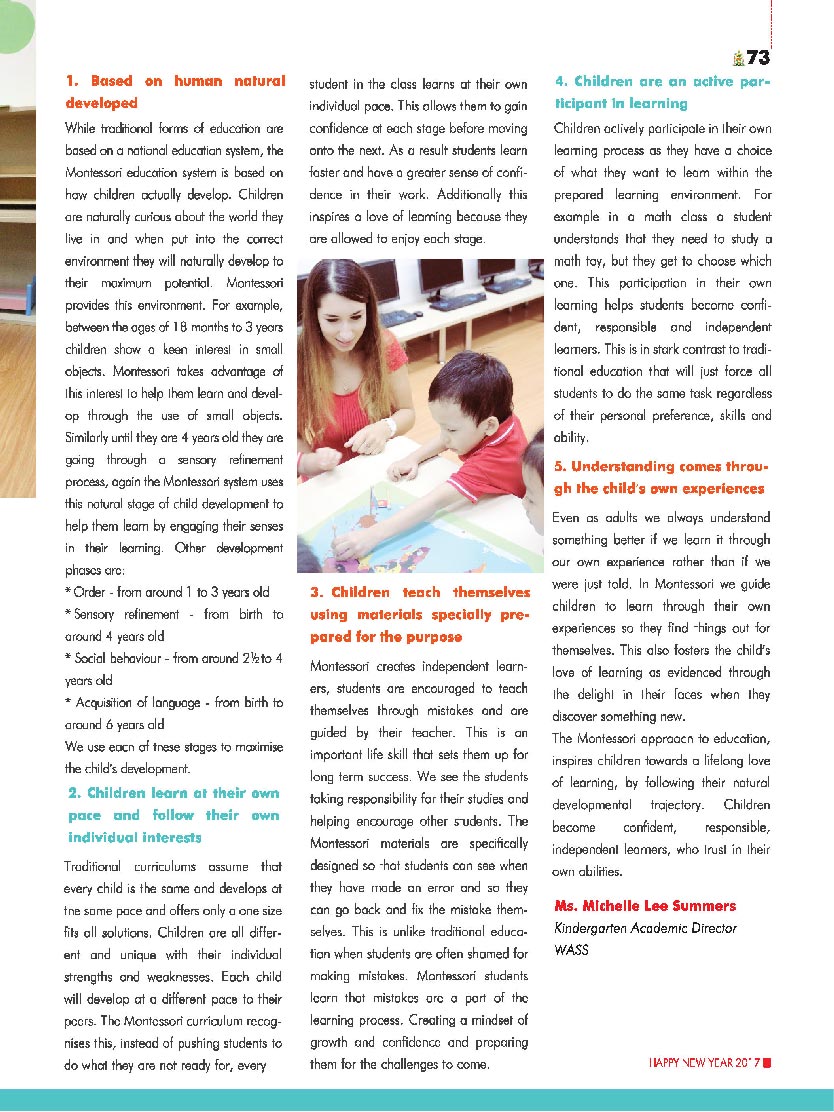 73
1. Based on human natural
developed
While traditional forms of education are
based on a national education system, the
Montessori education system is based on
how children actually develop. Children
are naturally curious about the world they
live in and when put into the correct
environment they will naturally develop to
their maximum potential. Montessori
provides this environment. For example,
between the ages of 18 months to 3 years
children show a keen interest in small
objects. Montessori takes advantage of
this interest to help them learn and devel-
op through the use of small objects.
Similarly until they are 4 years old they are
going through a sensory refinement
process, again the Montessori system uses
this natural stage of child development to
help them learn by engaging their senses
in their learning. Other development
phases are:
* Order - from around 1 to 3 years old
* Sensory refinement - from birth to
around 4 years old
* Social behaviour - from around 2½ to 4
years old
* Acquisition of language - from birth to
around 6 years old
We use each of these stages to maximise
the child's development.
2. Children learn at their own
pace and follow their own
individual interests
Traditional curriculums assume that
every child is the same and develops at
the same pace and offers only a one size
fits all solutions. Children are all differ-
ent and unique with their individual
strengths and weaknesses. Each child
will develop at a different pace to their
peers. The Montessori curriculum recog-
nises this, instead of pushing students to
do what they are not ready for, every
student in the class learns at their own
individual pace. This allows them to gain
confidence at each stage before moving
onto the next. As a result students learn
faster and have a greater sense of confi-
dence in their work. Additionally this
inspires a love of learning because they
are allowed to enjoy each stage.
3. Children teach themselves
using materials specially pre-
pared for the purpose
Montessori creates independent learn-
ers, students are encouraged to teach
themselves through mistakes and are
guided by their teacher. This is an
important life skill that sets them up for
long term success. We see the students
taking responsibility for their studies and
helping encourage other students. The
Montessori materials are specifically
designed so that students can see when
they have made an error and so they
can go back and fix the mistake them-
selves. This is unlike traditional educa-
tion when students are often shamed for
making mistakes. Montessori students
learn that mistakes are a part of the
learning process. Creating a mindset of
growth and confidence and preparing
them for the challenges to come.
4. Children are an active par-
ticipant in learning
Children actively participate in their own
learning process as they have a choice
of what they want to learn within the
prepared learning environment. For
example in a math class a student
understands that they need to study a
math toy, but they get to choose which
one. This participation in their own
learning helps students become confi-
dent, responsible and independent
learners. This is in stark contrast to tradi-
tional education that will just force all
students to do the same task regardless
of their personal preference, skills and
ability.
5. Understanding comes throu-
gh the child's own experiences
Even as adults we always understand
something better if we learn it through
our own experience rather than if we
were just told. In Montessori we guide
children to learn through their own
experiences so they find things out for
themselves. This also fosters the child's
love of learning as evidenced through
the delight in their faces when they
discover something new.
The Montessori approach to education,
inspires children towards a lifelong love
of learning, by following their natural
developmental trajectory. Children
become confident, responsible,
independent learners, who trust in their
own abilities.
Ms. Michelle Lee Summers
Kindergarten Academic Director
WASS
HAPPY NEW YEAR 2017